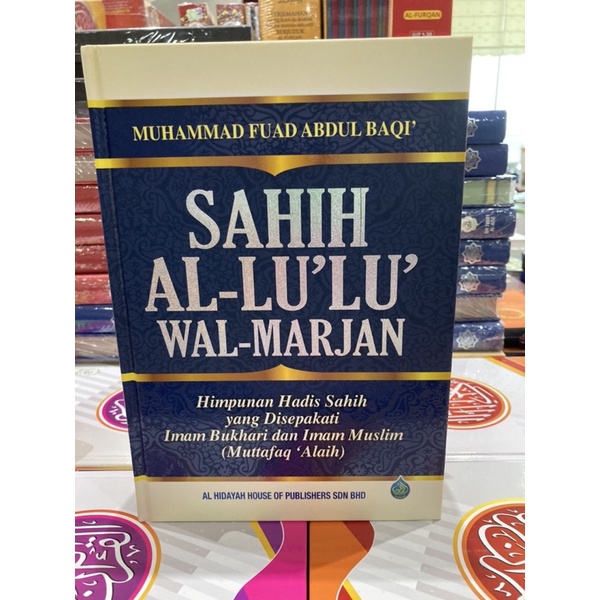 AL-FURQAN
MUHAMMAD FUAD ABDUL BAQI’
SAHIH
AL-LU’LU’
WAL-MARJAN
Himpunan Hadis Sahih
yang Disepakati
Imam Bukhari dan Imam Muslim
(Muttafaq ‘Alaih)
AL HIDAYAH HOUSE OF PUBLISHERS SDN BHD